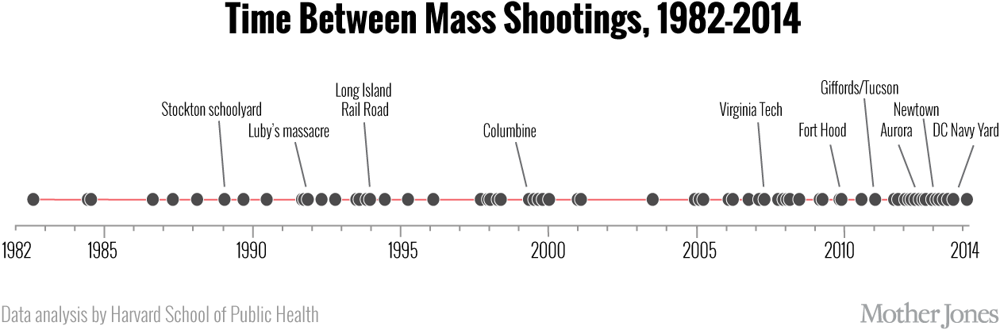 Time Between Mass Shootings, 1982-2014
Giffords/Tucson
Long Island
Rail Road
Stockton schoolyard
Virginia Tech
Newtown
Luby's massacre
Columbine
Fort Hood
Aurora
DC Navy Yard
1982
1985
1990
1995
2000
2005
2010
2014
Data analysis by Harvard School of Public Health
Mother Jones